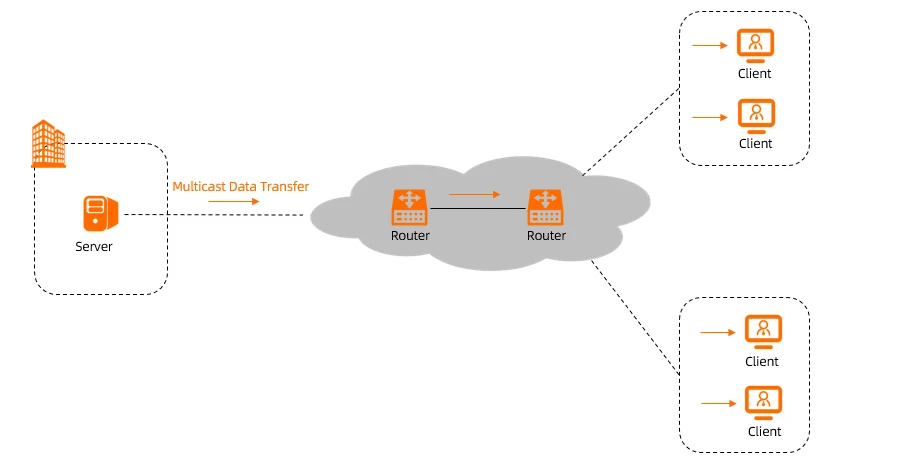 Client
Client
Multicast Data Transfer
Server
Router
Router
Client
Client